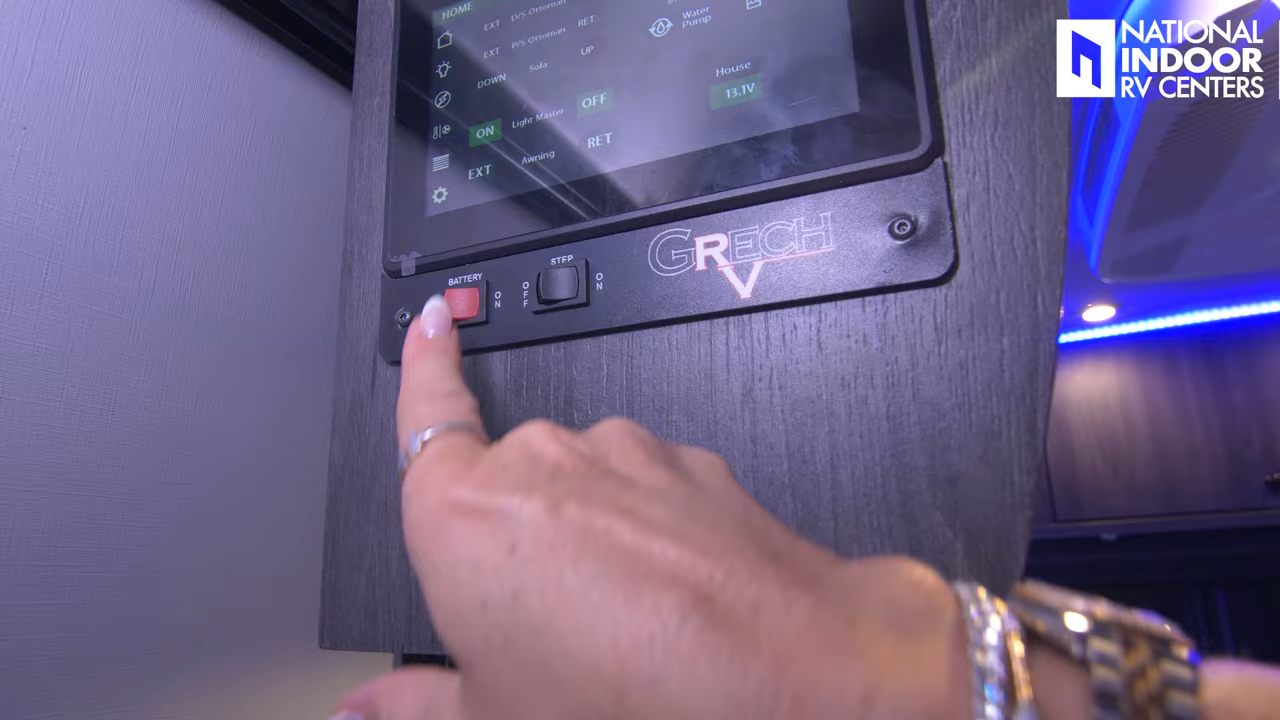 HOME
EXT D/S Ottoman RET
EXT P/S Ottoman
DOWN Sofa UP
ON Light Master OFF
EXT Awning RET
Water
Pump
House
13.1V
BATTERY
ON
STEP
OFF
ON
GRECH
RV
NATIONAL
INDOOR
RV CENTERS